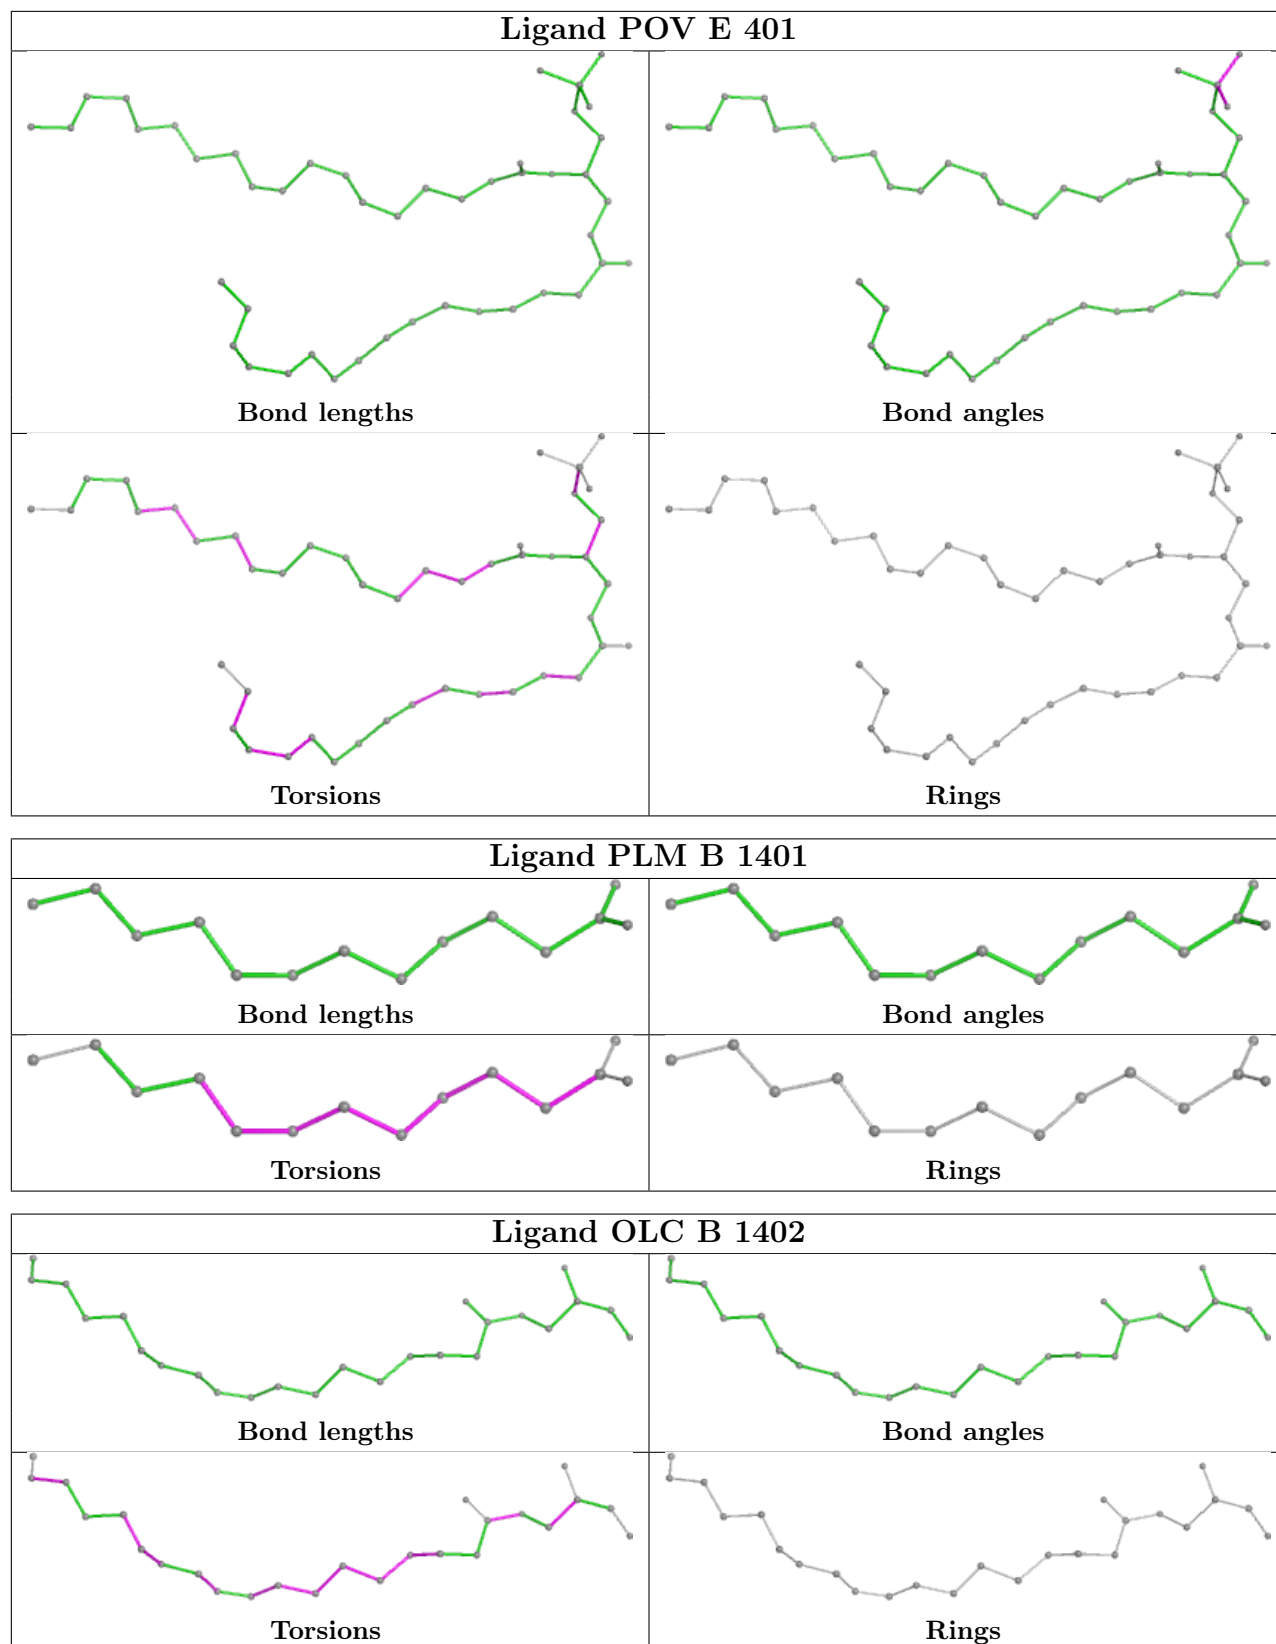 Ligand POV E 401
Bond lengths
Bond angles
Torsions
Rings
Ligand PLM B 1401
Bond lengths
Bond angles
Torsions
Rings
Ligand OLC B 1402
Bond lengths
Bond angles
Torsions
Rings